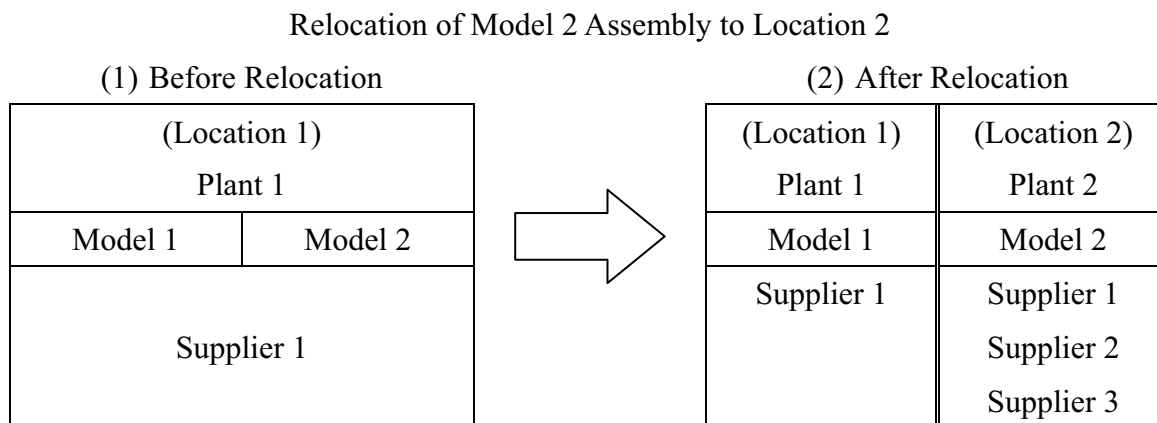 Relocation of Model 2 Assembly to Location 2
(1) Before Relocation
(Location 1)
Plant 1
Model 1
Model 2
Supplier 1
(2) After Relocation
(Location 1)
Plant 1
Model 1
Supplier 1
(Location 2)
Plant 2
Model 2
Supplier 1
Supplier 2
Supplier 3